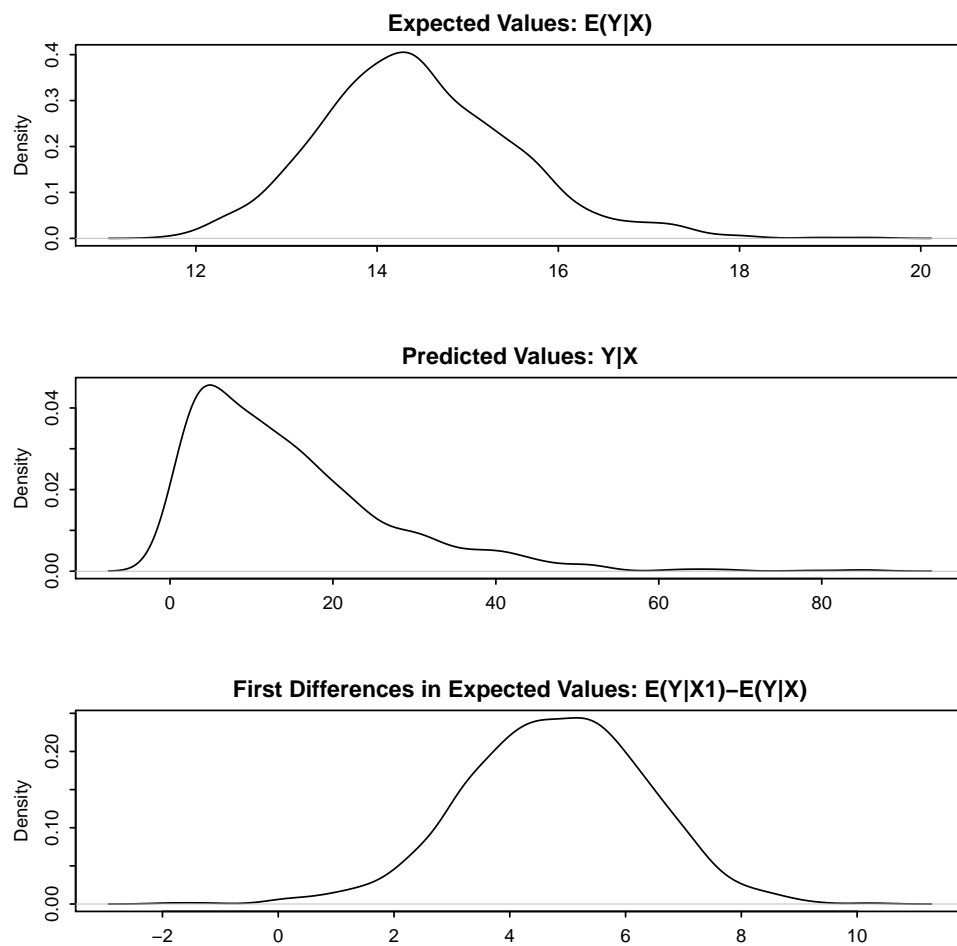 Expected Values: E(Y|X)
Density
0.0 0.1 0.2 0.3 0.4
12 14 16 18 20
Predicted Values: Y|X
Density
0.00 0.02 0.04
0 20 40 60 80
First Differences in Expected Values: E(Y|X1)−E(Y|X)
Density
0.00 0.10 0.20
−2 0 2 4 6 8 10